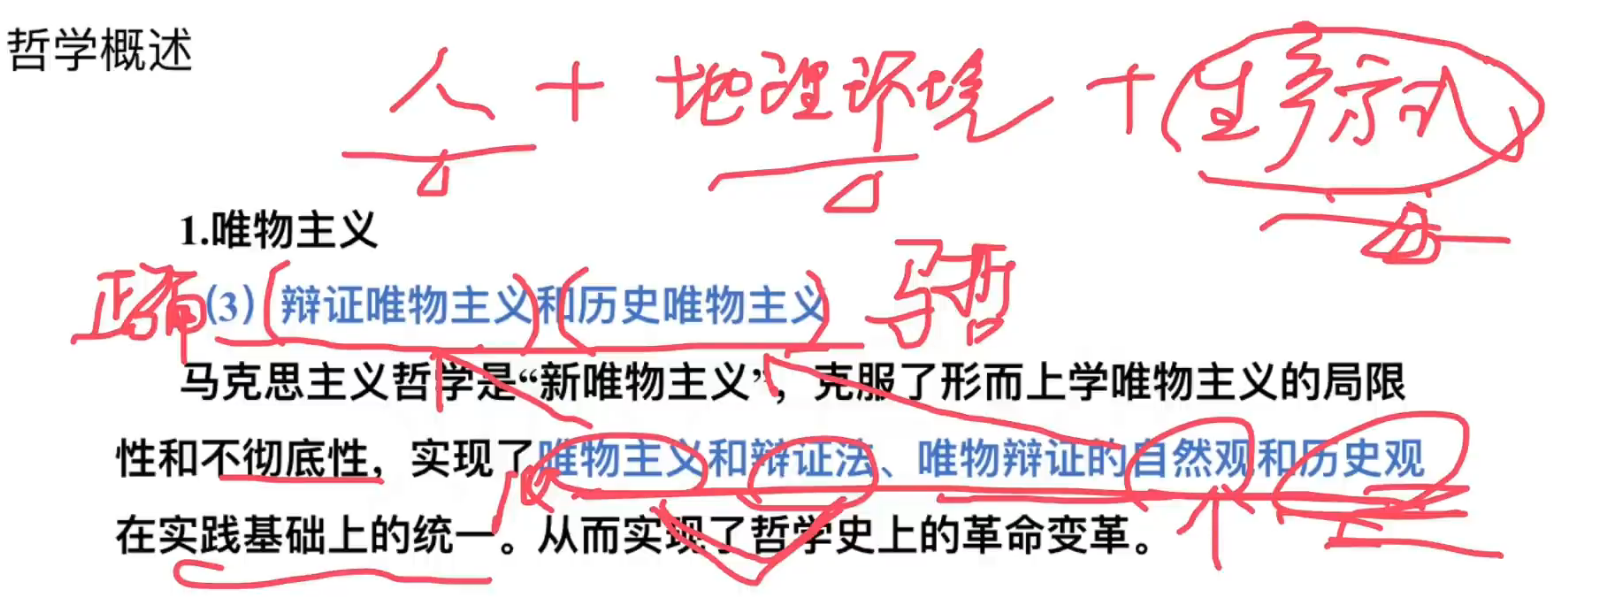 哲学概述
人 + 地理环境 + 生产方式
1.唯物主义
正确 (3) 辩证唯物主义和历史唯物主义 马哲
马克思主义哲学是“新唯物主义”，克服了形而上学唯物主义的局限
性和不彻底性，实现了唯物主义和辩证法、唯物辩证的自然观和历史观
在实践基础上的统一。从而实现了哲学史上的革命变革。